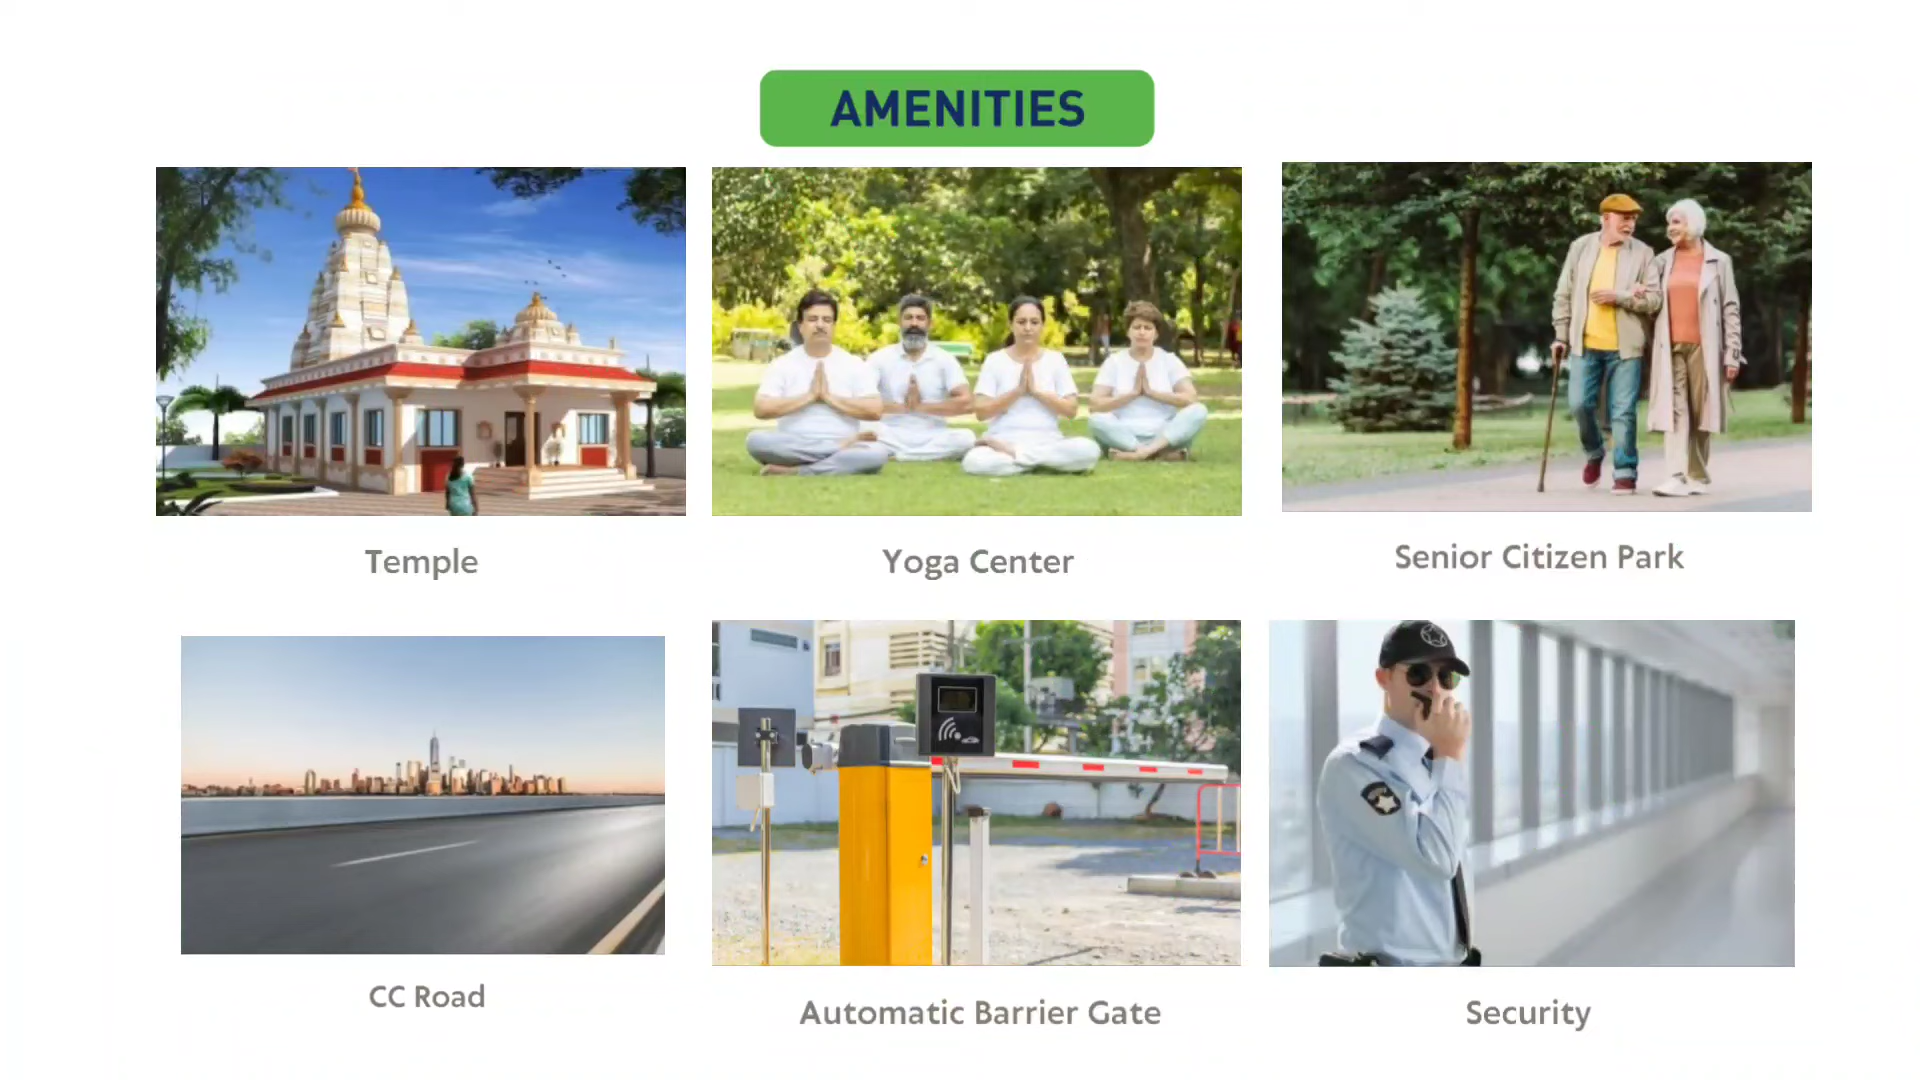 AMENITIES
Temple
Yoga Center
Senior Citizen Park
CC Road
Automatic Barrier Gate
Security